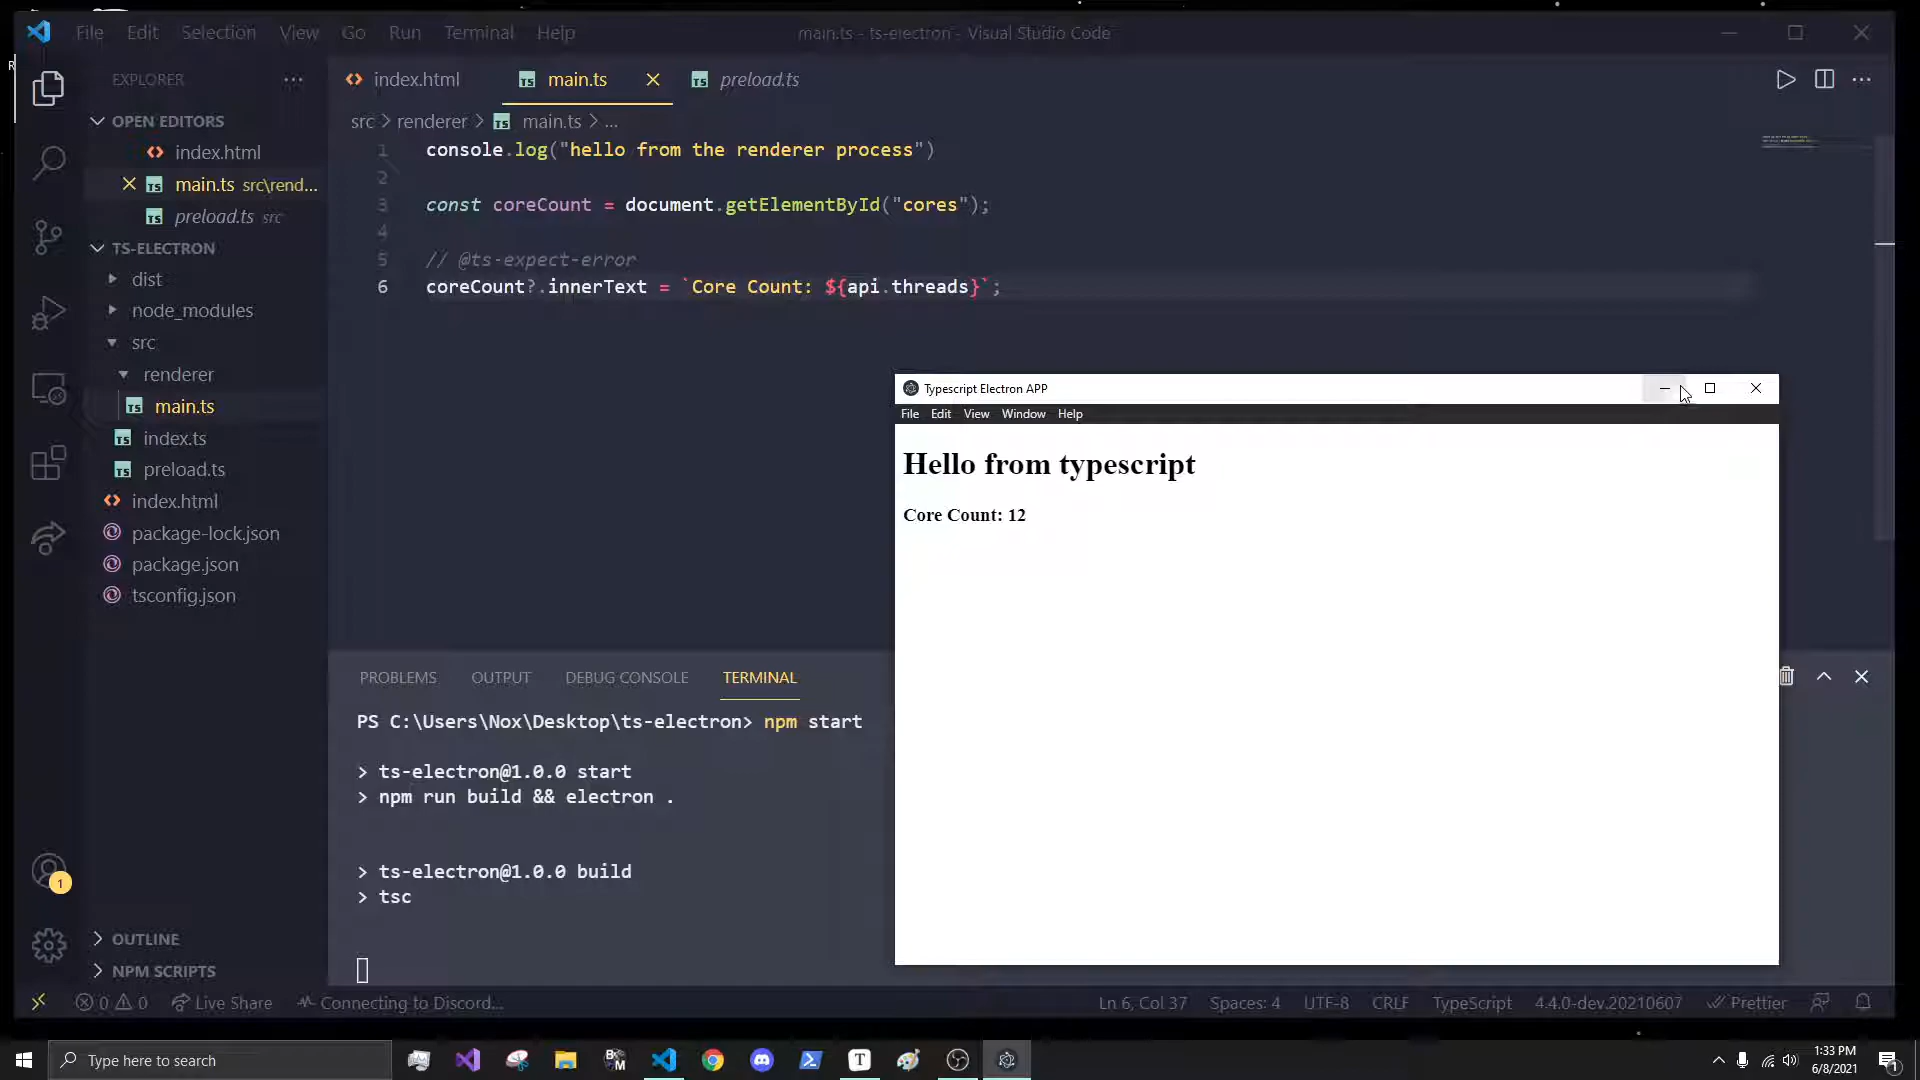 File Edit Selection View Go Run Terminal Help
main.ts - ts-electron - Visual Studio Code
EXPLORER
OPEN EDITORS
index.html
main.ts src\rend...
preload.ts src
TS-ELECTRON
dist
node_modules
src
renderer
main.ts
index.ts
preload.ts
index.html
package-lock.json
package.json
tsconfig.json
OUTLINE
NPM SCRIPTS
index.html
main.ts
preload.ts
src > renderer > TS main.ts > ...
1 console.log("hello from the renderer process")
2
3 const coreCount = document.getElementById("cores");
4
5 // @ts-expect-error
6 coreCount?.innerText = `Core Count: ${api.threads}`;
Typescript Electron APP
File Edit View Window Help
Hello from typescript
Core Count: 12
PROBLEMS OUTPUT DEBUG CONSOLE TERMINAL
PS C:\Users\Nox\Desktop\ts-electron> npm start
> ts-electron@1.0.0 start
> npm run build && electron .
> ts-electron@1.0.0 build
> tsc
1
0 0 Live Share Connecting to Discord...
Ln 6, Col 37 Spaces: 4 UTF-8 CRLF TypeScript 4.4.0-dev.20210607 Prettier
Type here to search
1:33 PM
6/8/2021
1